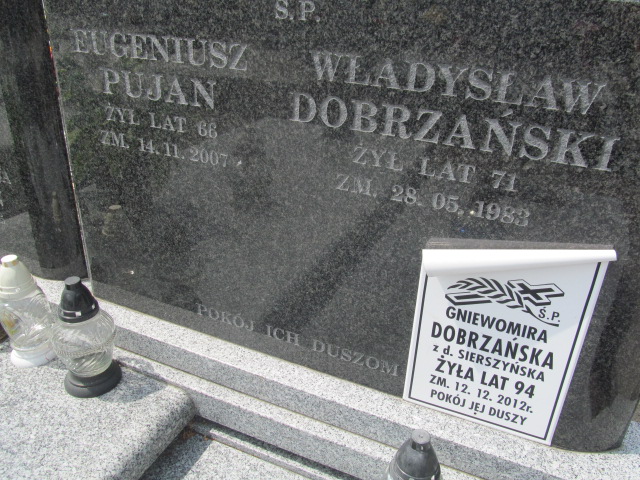 Ś.P.
EUGENIUSZ
PUJAN
ŻYŁ LAT 68
ZM. 14.11.2007
WŁADYSŁAW
DOBRZAŃSKI
ŻYŁ LAT 71
ZM. 28.05.1983
POKÓJ ICH DUSZOM
Ś.P.
GNIEWOMIRA
DOBRZAŃSKA
z d. SIERSZYŃSKA
ŻYŁA LAT 94
ZM. 12.12.2012r.
POKÓJ JEJ DUSZY